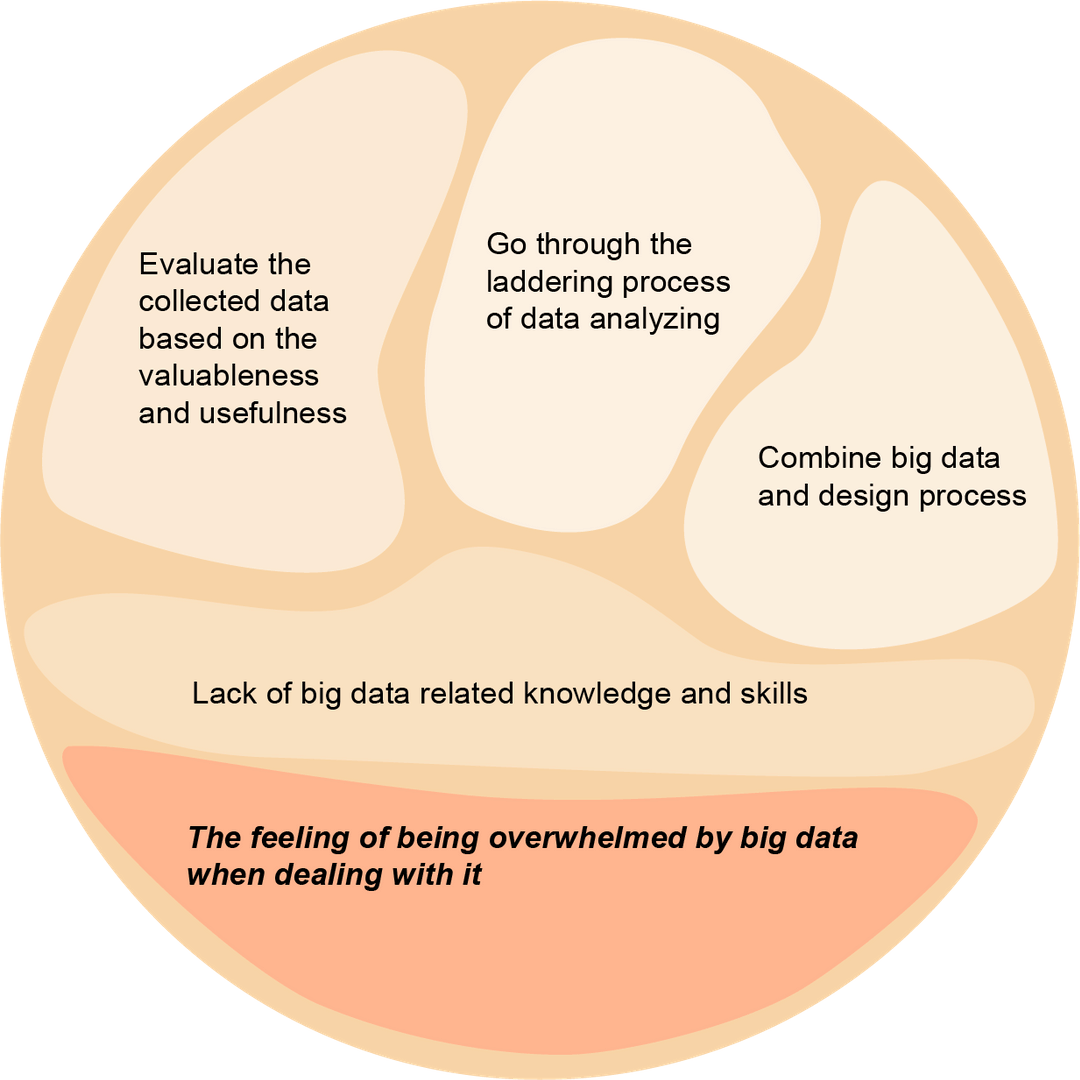 Evaluate the
collected data
based on the
valuableness
and usefulness
Go through the
laddering process
of data analyzing
Combine big data
and design process
Lack of big data related knowledge and skills
The feeling of being overwhelmed by big data
when dealing with it